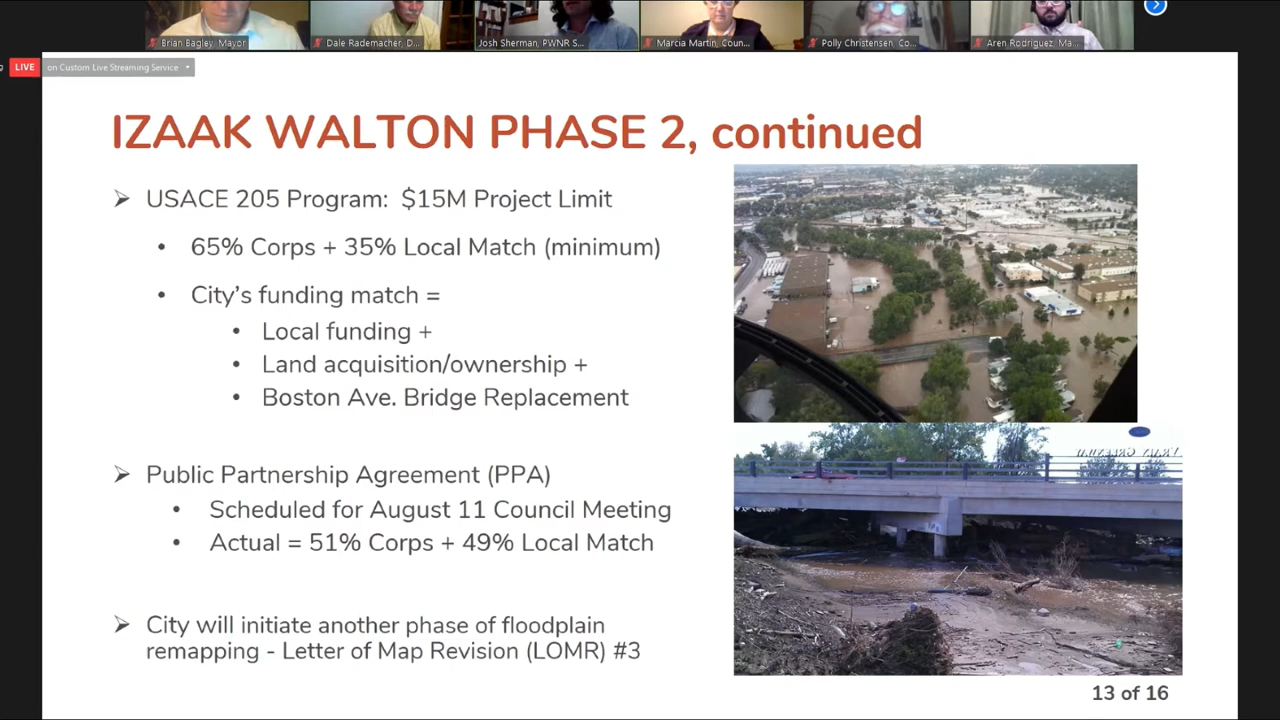 Brian Bagley, Mayor
Dale Rademacher, D...
Josh Sherman, PWNR S...
Marcia Martin, Coun...
Polly Christensen, Co...
Aren Rodriguez, Ma...
LIVE on Custom Live Streaming Service
IZAAK WALTON PHASE 2, continued
➢ USACE 205 Program: $15M Project Limit
• 65% Corps + 35% Local Match (minimum)
• City's funding match =
• Local funding +
• Land acquisition/ownership +
• Boston Ave. Bridge Replacement
➢ Public Partnership Agreement (PPA)
• Scheduled for August 11 Council Meeting
• Actual = 51% Corps + 49% Local Match
➢ City will initiate another phase of floodplain
remapping - Letter of Map Revision (LOMR) #3
13 of 16